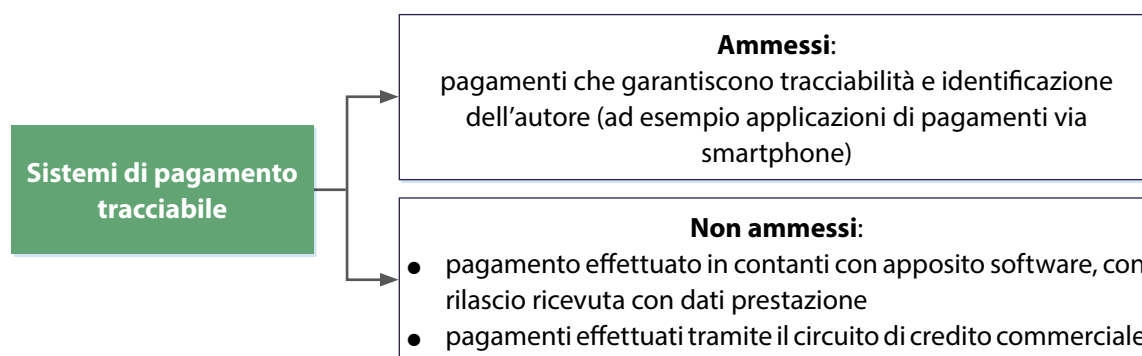 Sistemi di pagamento
tracciabile
Ammessi:
pagamenti che garantiscono tracciabilità e identificazione
dell’autore (ad esempio applicazioni di pagamenti via
smartphone)
Non ammessi:
● pagamento effettuato in contanti con apposito software, con
rilascio ricevuta con dati prestazione
● pagamenti effettuati tramite il circuito di credito commerciale